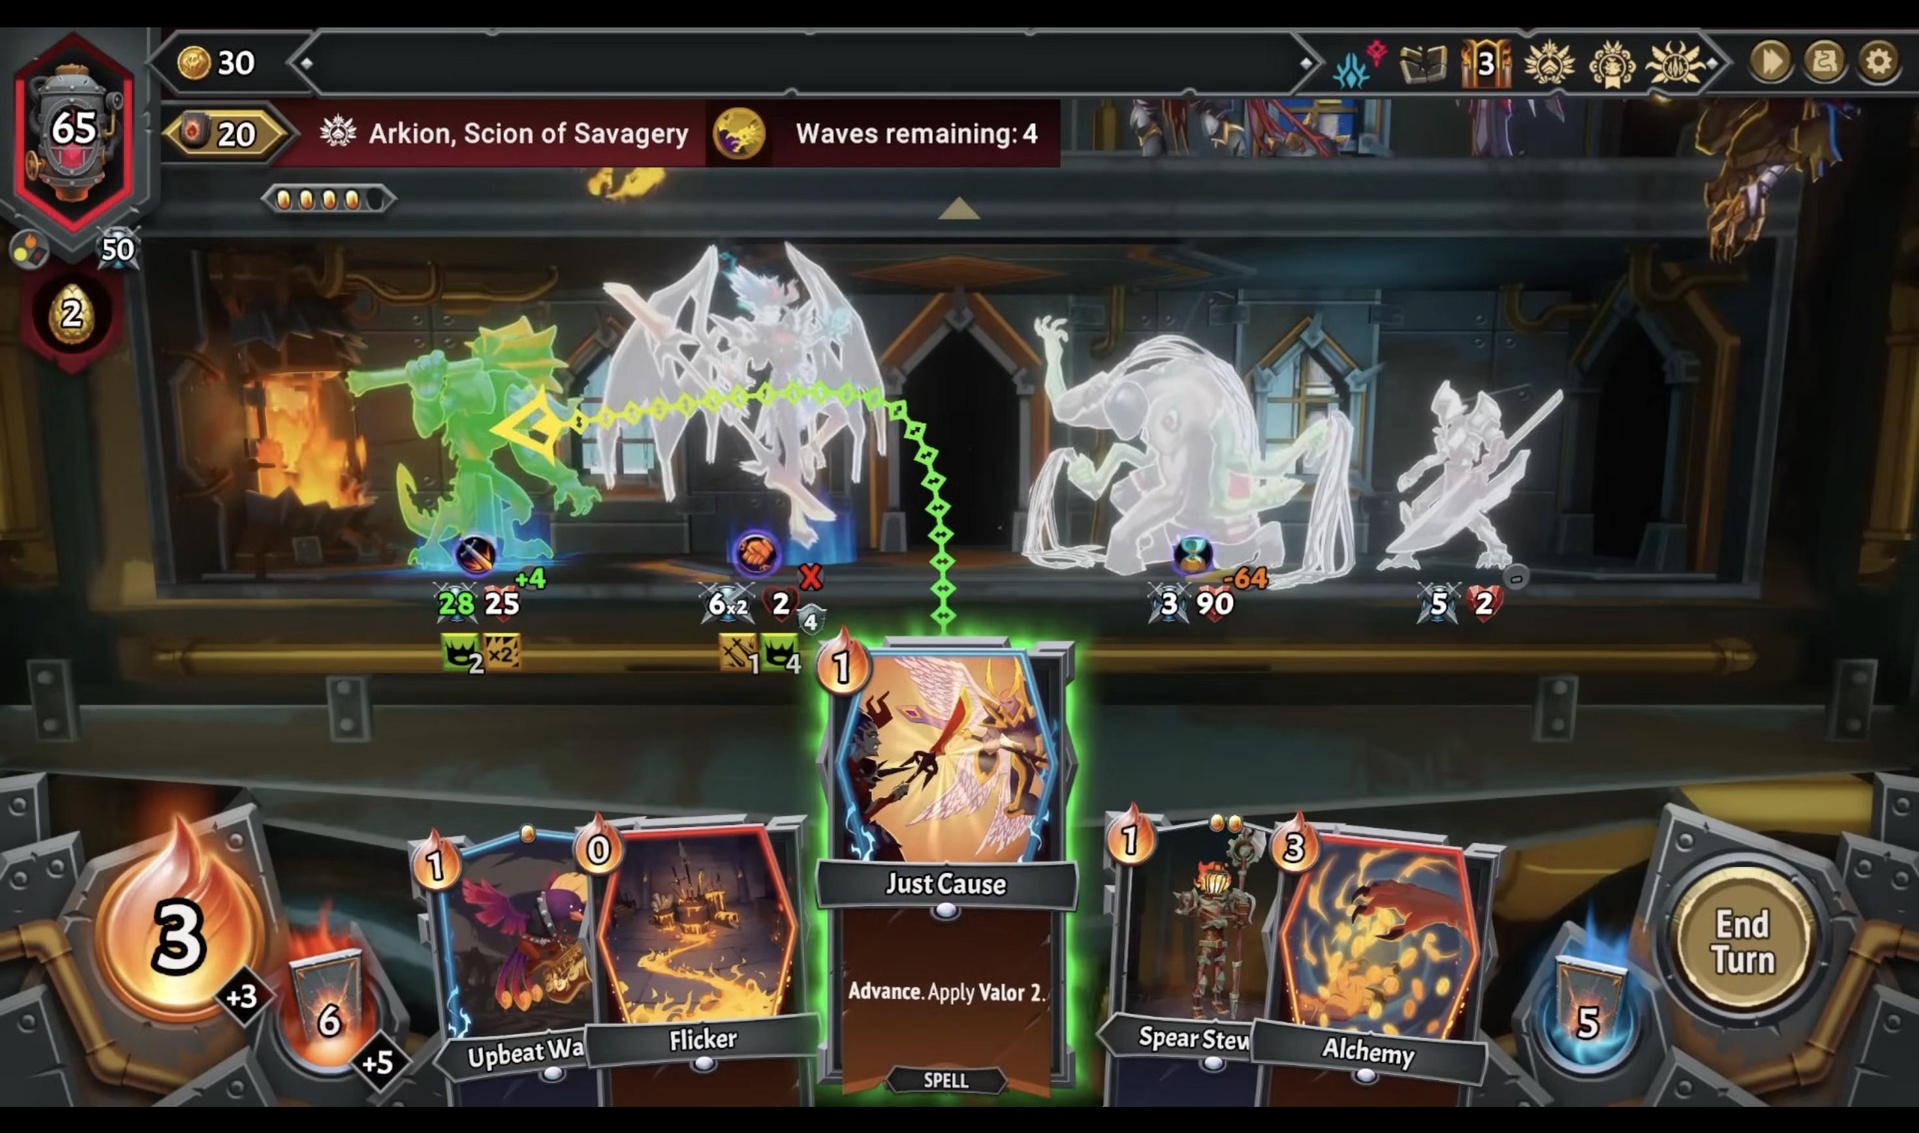 30
3
65
20
Arkion, Scion of Savagery
Waves remaining: 4
50
2
+4
28
25
2
x2
6x2
2
X
4
1
4
-64
3
90
5
2
1
Just Cause
Advance. Apply Valor 2.
SPELL
3
+3
6
+5
1
Upbeat Wa
0
Flicker
1
Spear Stew
3
Alchemy
5
End
Turn